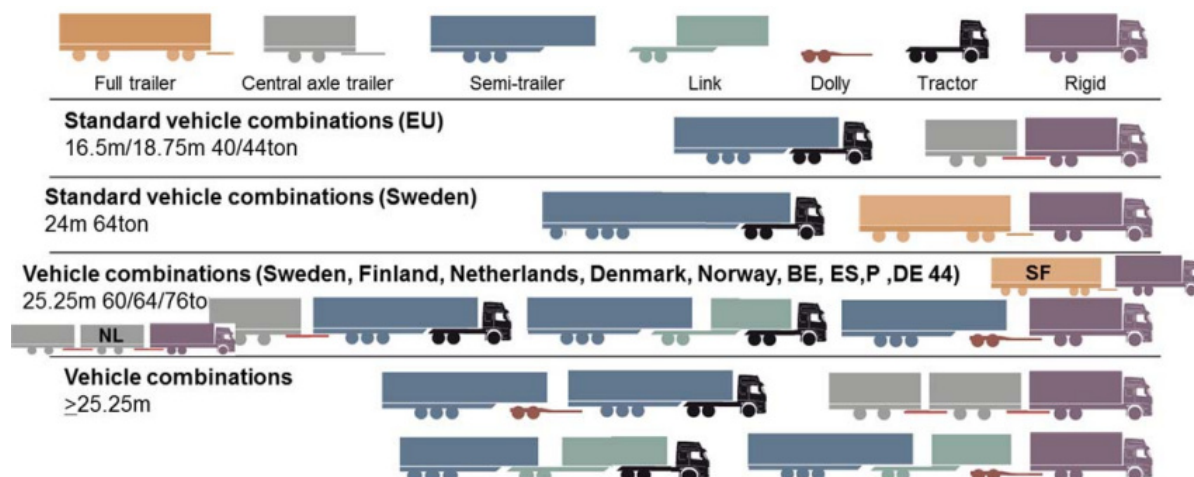 Full trailer Central axle trailer Semi-trailer Link Dolly Tractor Rigid
Standard vehicle combinations (EU)
16.5m/18.75m 40/44ton
Standard vehicle combinations (Sweden)
24m 64ton
Vehicle combinations (Sweden, Finland, Netherlands, Denmark, Norway, BE, ES,P ,DE 44)
SF
25.25m 60/64/76to
NL
Vehicle combinations
≥25.25m